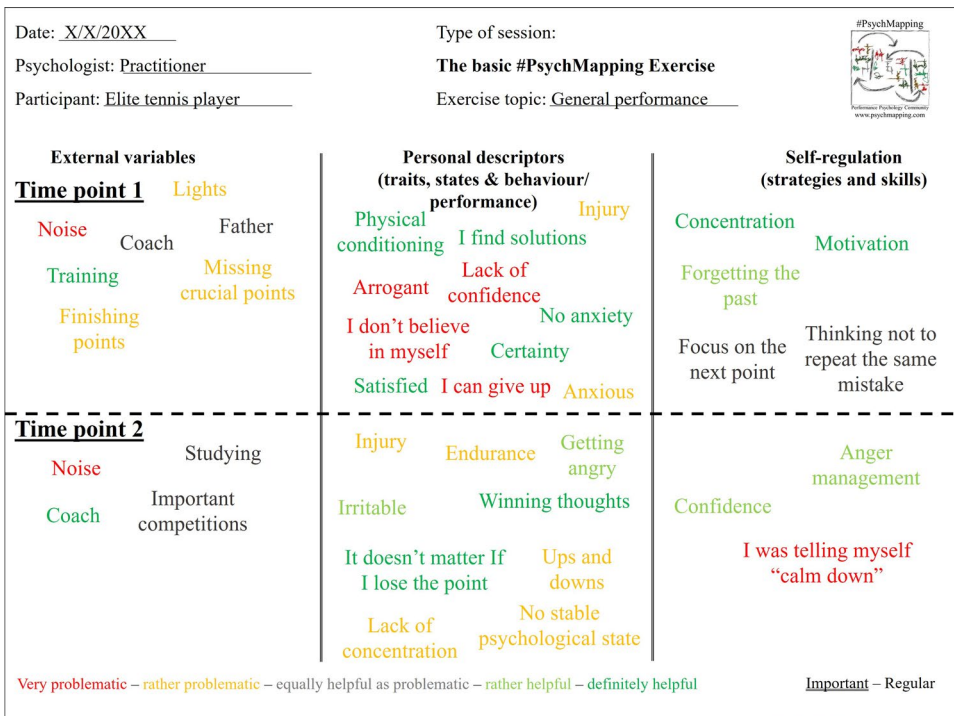 Date: X/X/20XX
Psychologist: Practitioner
Participant: Elite tennis player
Type of session:
The basic #PsychMapping Exercise
Exercise topic: General performance
#PsychMapping
Performance Psychology Community
www.psychmapping.com
External variables
Personal descriptors
(traits, states & behaviour/
performance)
Self-regulation
(strategies and skills)
Time point 1
Lights
Noise
Coach
Father
Training
Missing
crucial points
Finishing
points
Physical
conditioning
Injury
I find solutions
Arrogant
Lack of
confidence
No anxiety
I don’t believe
in myself
Certainty
Satisfied
I can give up
Anxious
Concentration
Motivation
Forgetting the
past
Focus on the
next point
Thinking not to
repeat the same
mistake
Time point 2
Noise
Studying
Coach
Important
competitions
Injury
Endurance
Getting
angry
Irritable
Winning thoughts
It doesn’t matter If
I lose the point
Ups and
downs
Lack of
concentration
No stable
psychological state
Anger
management
Confidence
I was telling myself
“calm down”
Very problematic – rather problematic – equally helpful as problematic – rather helpful – definitely helpful
Important – Regular